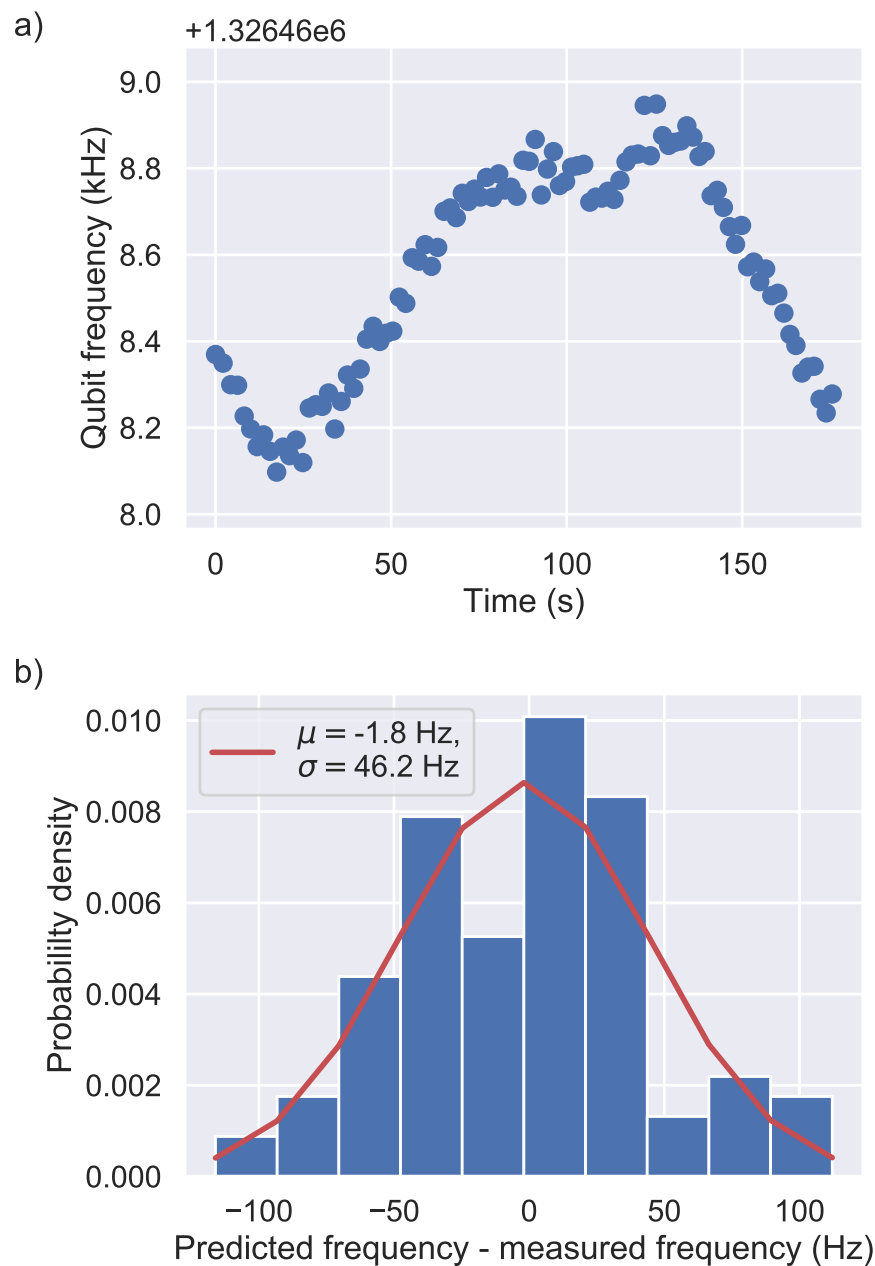 a)
+1.32646e6
9.0
8.8
8.6
8.4
8.2
8.0
Qubit frequency (kHz)
0 50 100 150
Time (s)
b)
μ = -1.8 Hz,
σ = 46.2 Hz
0.010
0.008
0.006
0.004
0.002
0.000
Probabililty density
−100 −50 0 50 100
Predicted frequency - measured frequency (Hz)